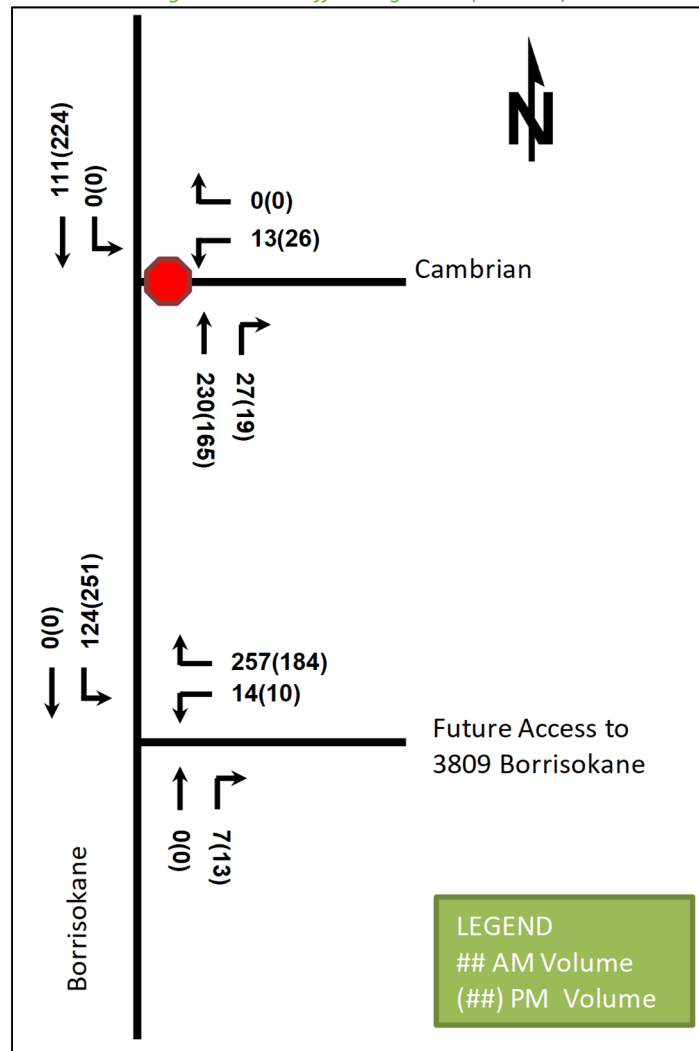 N
111(224)
0(0)
0(0)
13(26)
Cambrian
230(165)
27(19)
0(0)
124(251)
257(184)
14(10)
Future Access to
3809 Borrisokane
0(0)
7(13)
Borrisokane
LEGEND
## AM Volume
(##) PM Volume